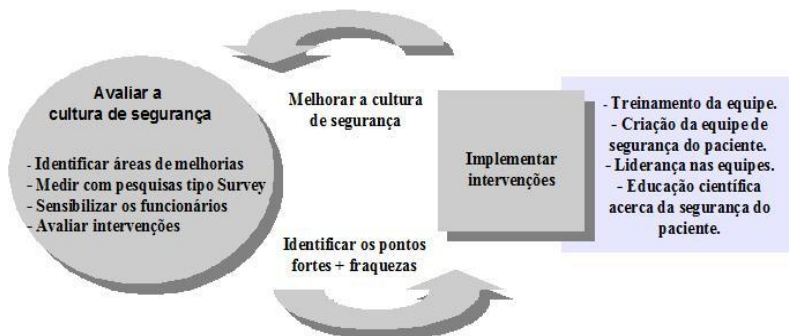 Avaliar a
cultura de segurança
- Identificar áreas de melhorias
- Medir com pesquisas tipo Survey
- Sensibilizar os funcionários
- Avaliar intervenções
Melhorar a cultura
de segurança
Identificar os pontos
fortes + fraquezas
Implementar
intervenções
- Treinamento da equipe.
- Criação da equipe de
segurança do paciente.
- Liderança nas equipes.
- Educação científica
acerca da segurança do
paciente.